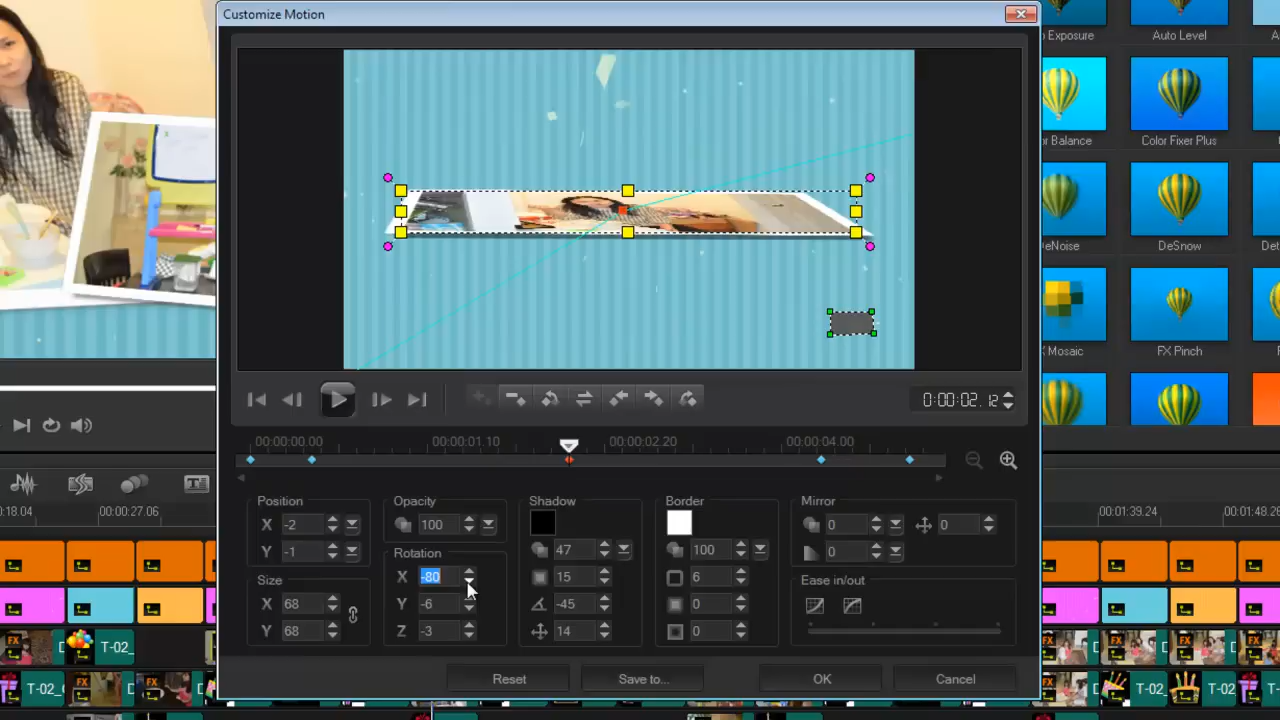 Customize Motion
0:00:02. 12
00:00:00.00 00:00:01.10 00:00:02.20 00:00:04.00
Position
X -2
Y -1
Size
X 68
Y 68
Opacity
100
Rotation
X -80
Y -6
Z -3
Shadow
47
15
-45
14
Border
100
6
0
0
Mirror
0 0
0
Ease in/out
Reset Save to... OK Cancel
Exposure Auto Level
Balance Color Fixer Plus
DeNoise DeSnow
Mosaic FX Pinch
18.04 00:00:27.06
00:01:39.24 00:01:48.26
FX T-02_
T-02_ T-02_ T-02_